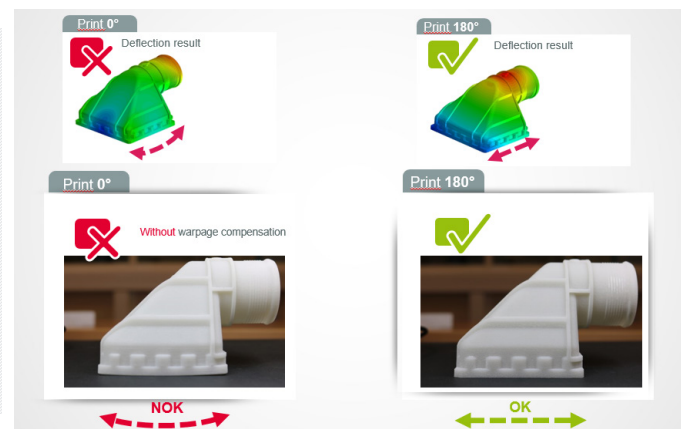 Print 0°
Deflection result
Print 180°
Deflection result
Print 0°
Without warpage compensation
NOK
Print 180°
OK